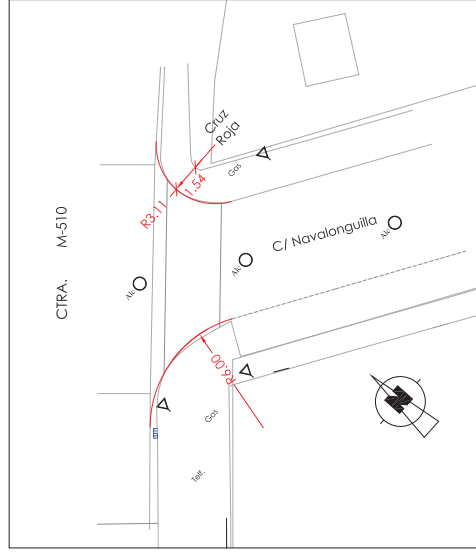 Cruz
Roja
Gas
1.54
R3.11
CTRA. M-510
C/ Navalonguilla
Alc
Alc
Alc
R6.00
Gas
Telf.
N